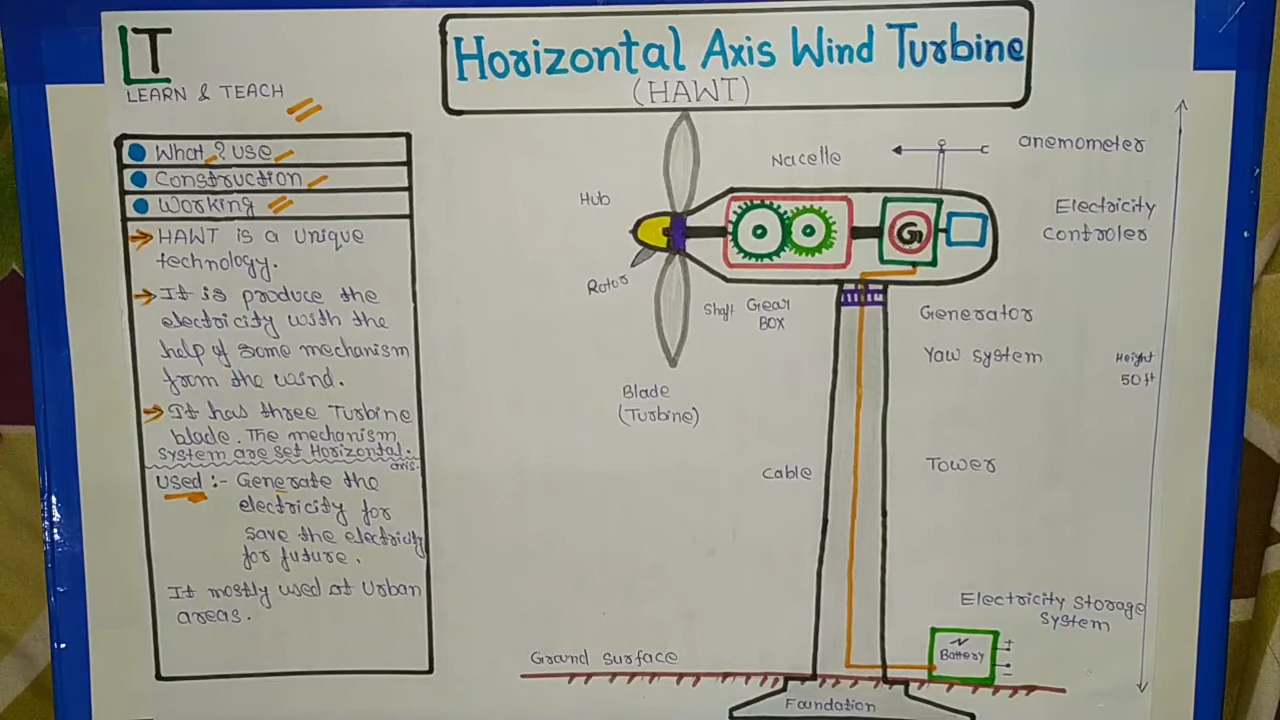 LT
LEARN & TEACH
Horizontal Axis Wind Turbine
(HAWT)
What ? use
Construction
Working
HAWT is a unique
technology.
It is produce the
electricity with the
help of some mechanism
from the wind.
It has three Turbine
blade. The mechanism
system are set Horizontal.
axis.
used :- Generate the
electricity for
save the electricity
for future.
It mostly used at Urban
areas.
Nacelle
anemometer
Hub
Electricity
controler
G
Rotor
Shaft
Gear
BOX
Generator
Yaw system
Height
50 ft
Blade
(Turbine)
Cable
Tower
Electricity Storage
system
Battery
+
-
Ground surface
Foundation